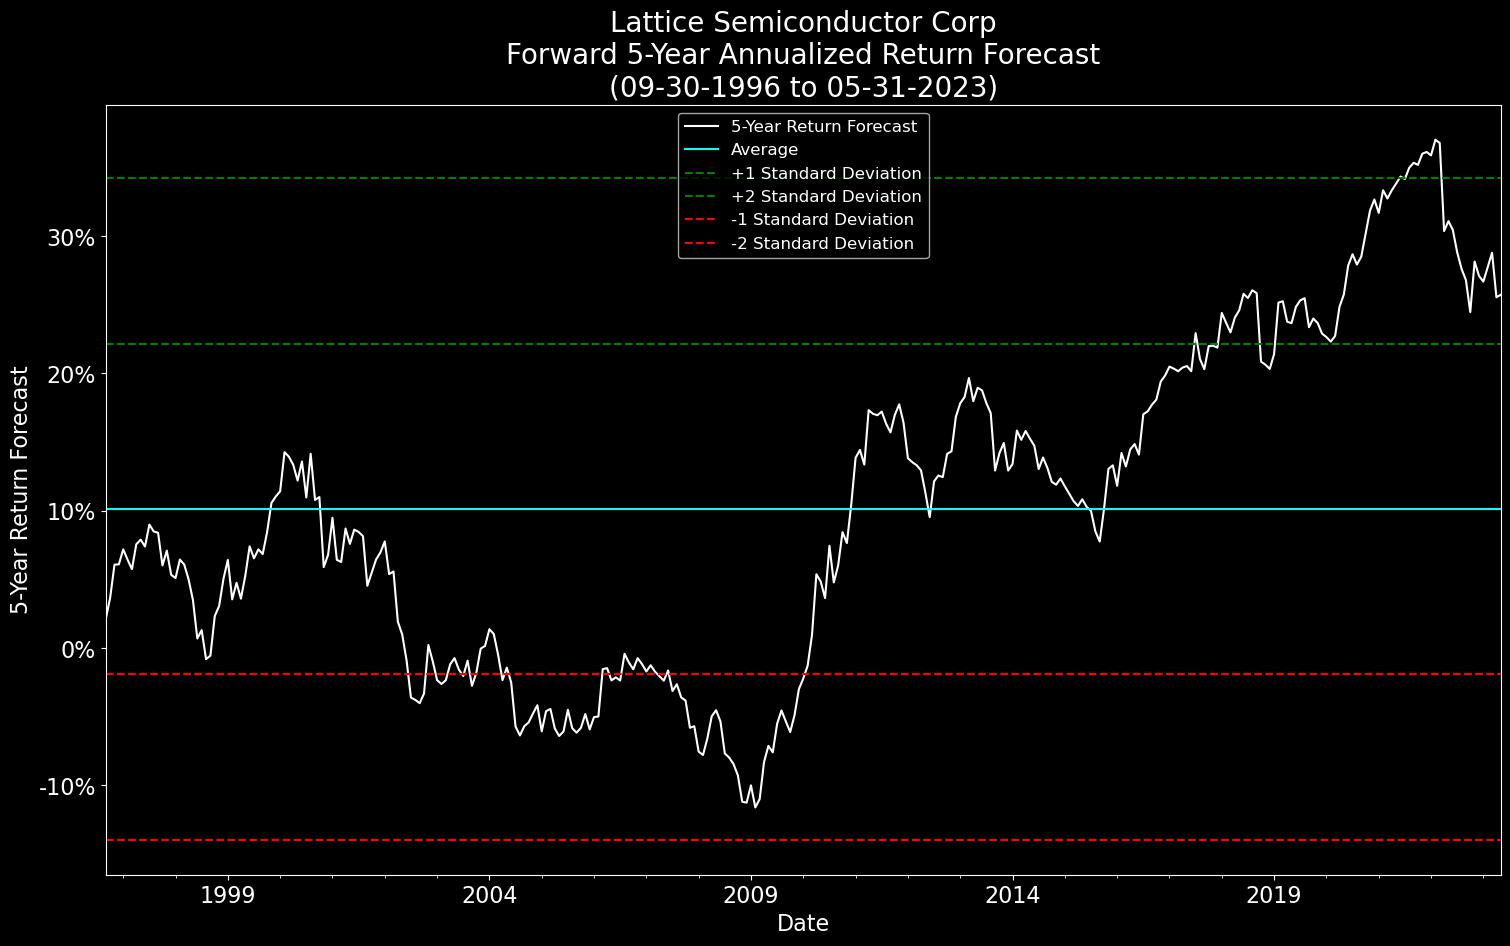 Lattice Semiconductor Corp
Forward 5-Year Annualized Return Forecast
(09-30-1996 to 05-31-2023)
5-Year Return Forecast
Average
+1 Standard Deviation
+2 Standard Deviation
-1 Standard Deviation
-2 Standard Deviation
30%
20%
10%
0%
-10%
5-Year Return Forecast
1999
2004
2009
2014
2019
Date